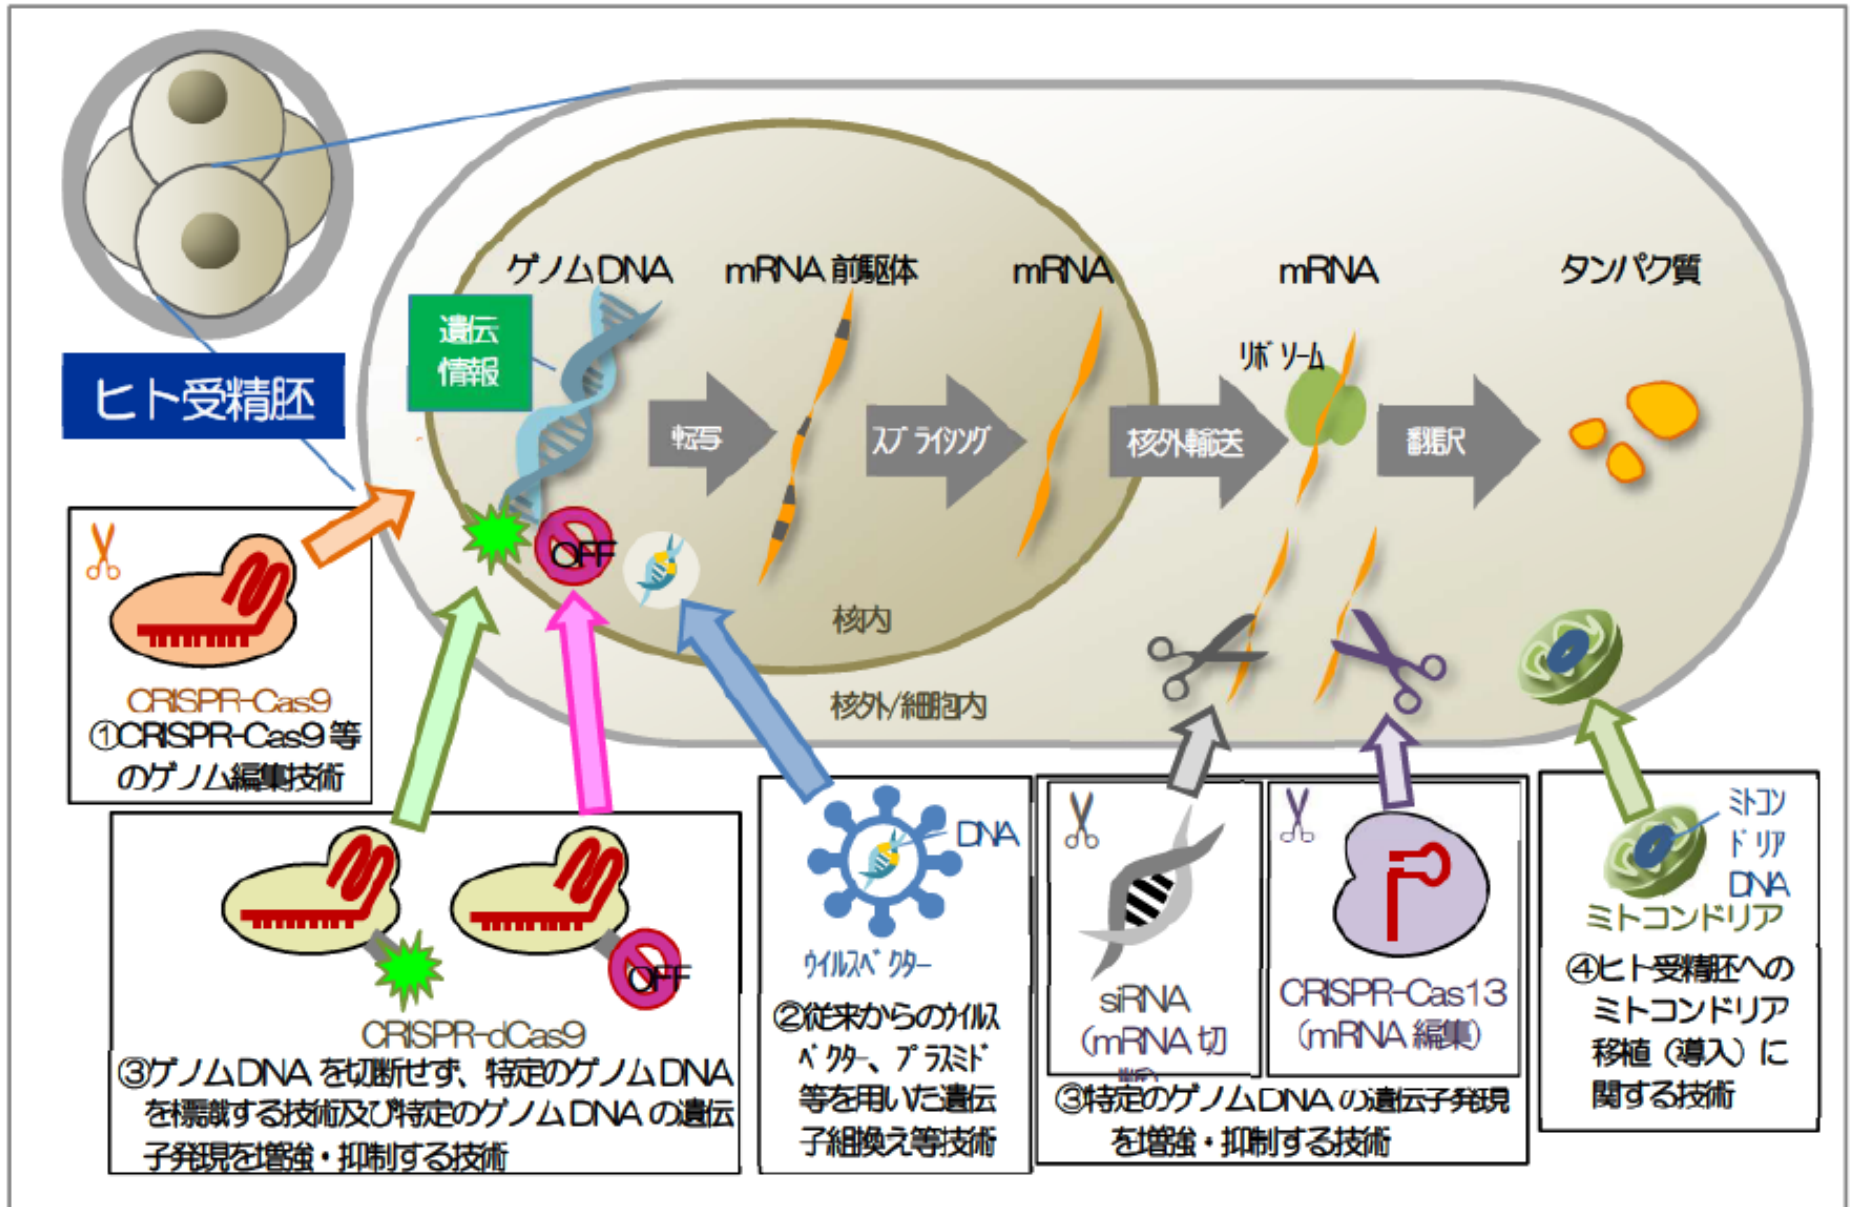 ゲノムDNA
mRNA 前駆体
mRNA
mRNA
タンパク質
遺伝
情報
リボソーム
ヒト受精胚
転写
スプライシング
核外輸送
翻訳
OFF
核内
核外/細胞内
CRISPR-Cas9
①CRISPR-Cas9 等
のゲノム編集技術
CRISPR-dCas9
OFF
③ゲノムDNA を切断せず、特定のゲノムDNA
を標識する技術及び特定のゲノムDNA の遺伝
子発現を増強・抑制する技術
DNA
ウイルスベクター
②従来からのウイルス
ベクター、プラスミド
等を用いた遺伝
子組換え等技術
siRNA
(mRNA 切
CRISPR-Cas13
(mRNA 編集)
③特定のゲノムDNA の遺伝子発現
を増強・抑制する技術
ミトコン
ドリア
DNA
ミトコンドリア
④ヒト受精胚への
ミトコンドリア
移植（導入）に
関する技術